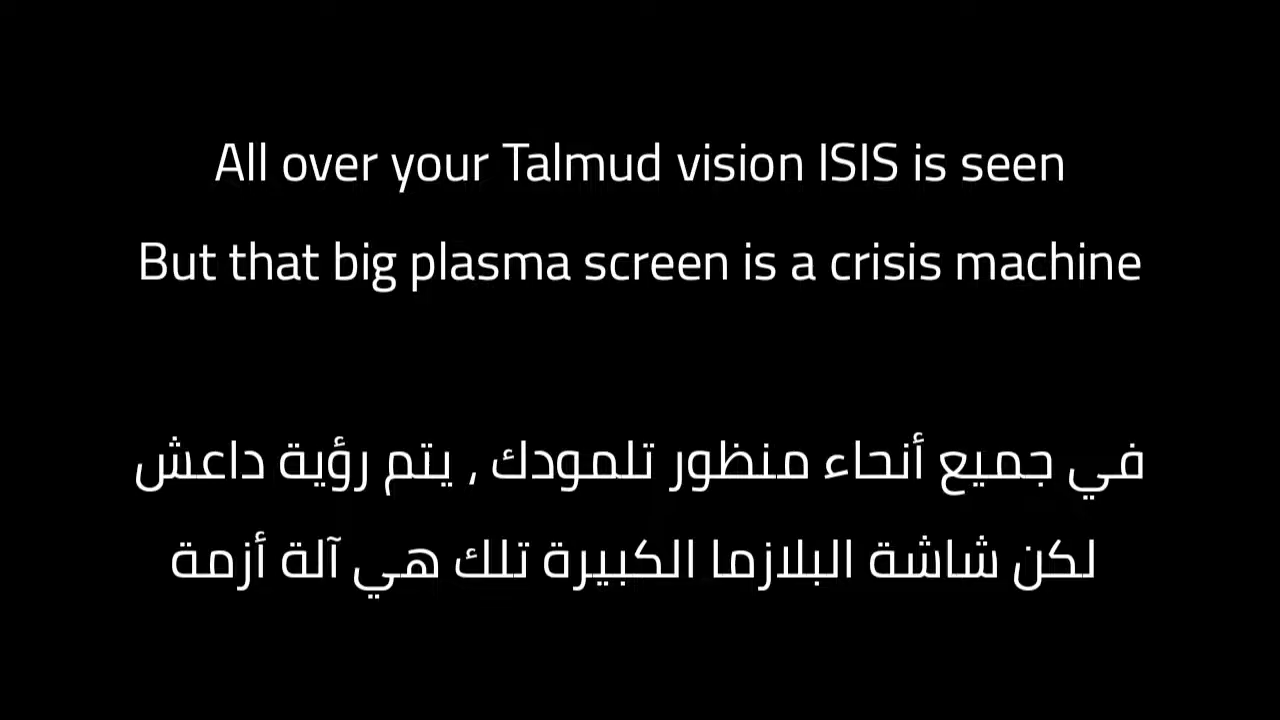 All over your Talmud vision ISIS is seen
But that big plasma screen is a crisis machine
في جميع أنحاء منظور تلمودك , يتم رؤية داعش
لكن شاشة البلازما الكبيرة تلك هي آلة أزمة